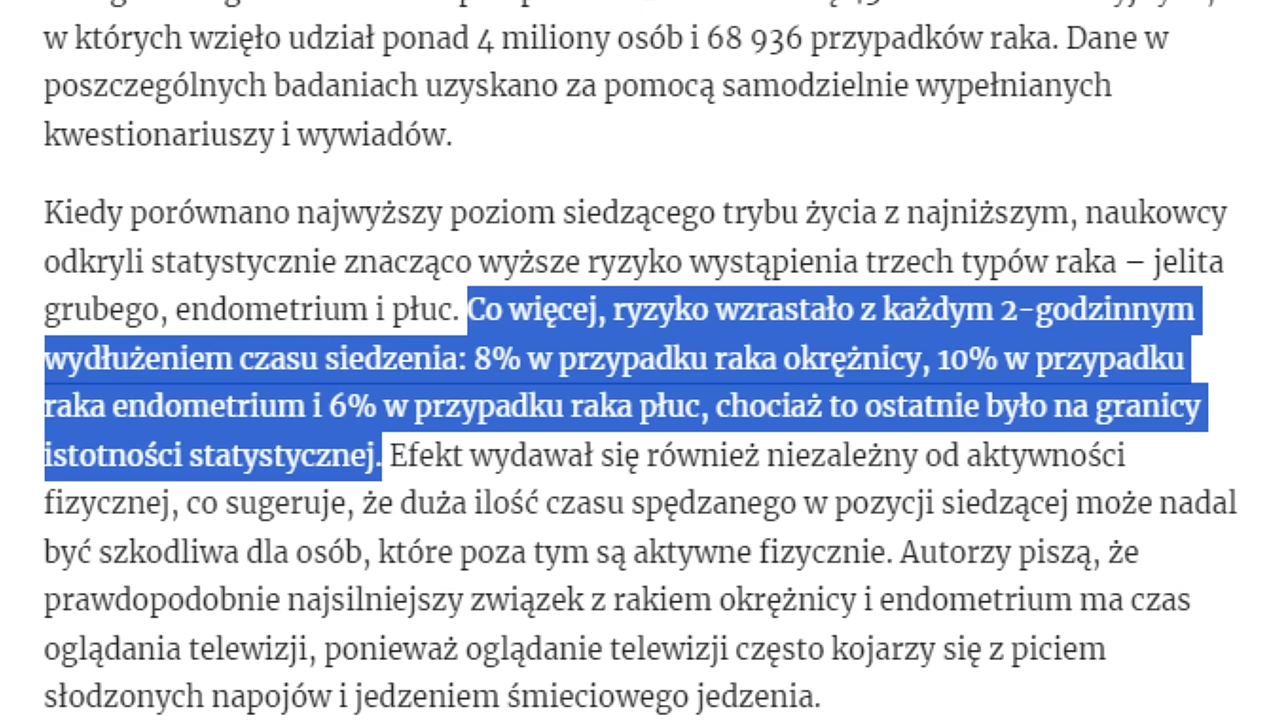 w których wzięło udział ponad 4 miliony osób i 68 936 przypadków raka. Dane w
poszczególnych badaniach uzyskano za pomocą samodzielnie wypełnianych
kwestionariuszy i wywiadów.
Kiedy porównano najwyższy poziom siedzącego trybu życia z najniższym, naukowcy
odkryli statystycznie znacząco wyższe ryzyko wystąpienia trzech typów raka – jelita
grubego, endometrium i płuc. Co więcej, ryzyko wzrastało z każdym 2-godzinnym
wydłużeniem czasu siedzenia: 8% w przypadku raka okrężnicy, 10% w przypadku
raka endometrium i 6% w przypadku raka płuc, chociaż to ostatnie było na granicy
istotności statystycznej. Efekt wydawał się również niezależny od aktywności
fizycznej, co sugeruje, że duża ilość czasu spędzanego w pozycji siedzącej może nadal
być szkodliwa dla osób, które poza tym są aktywne fizycznie. Autorzy piszą, że
prawdopodobnie najsilniejszy związek z rakiem okrężnicy i endometrium ma czas
oglądania telewizji, ponieważ oglądanie telewizji często kojarzy się z piciem
słodzonych napojów i jedzeniem śmieciowego jedzenia.